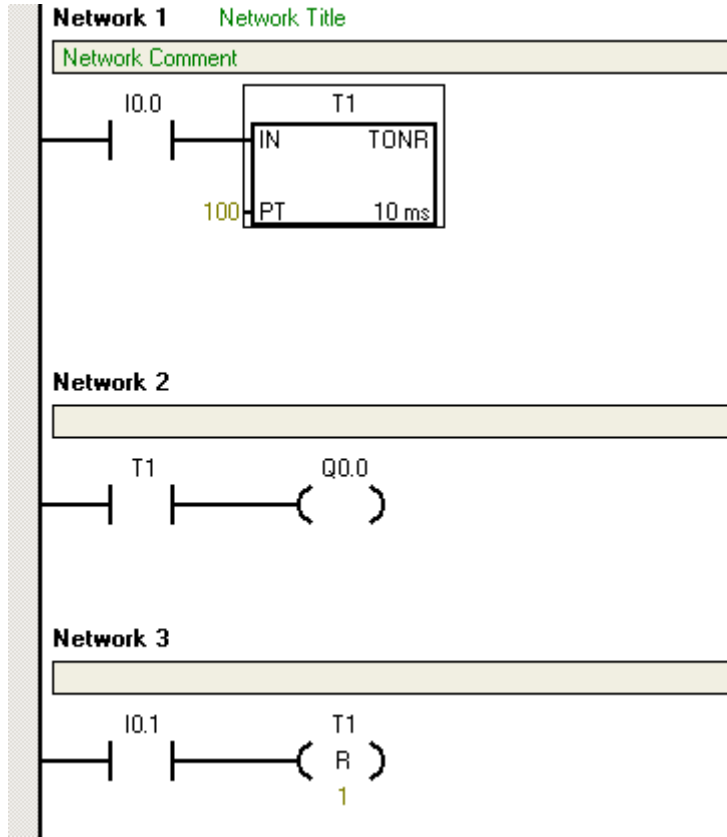 Network 1 Network Title
Network Comment
I0.0 T1
IN TONR
100 PT 10 ms
Network 2
T1 Q0.0
Network 3
I0.1 T1
R
1